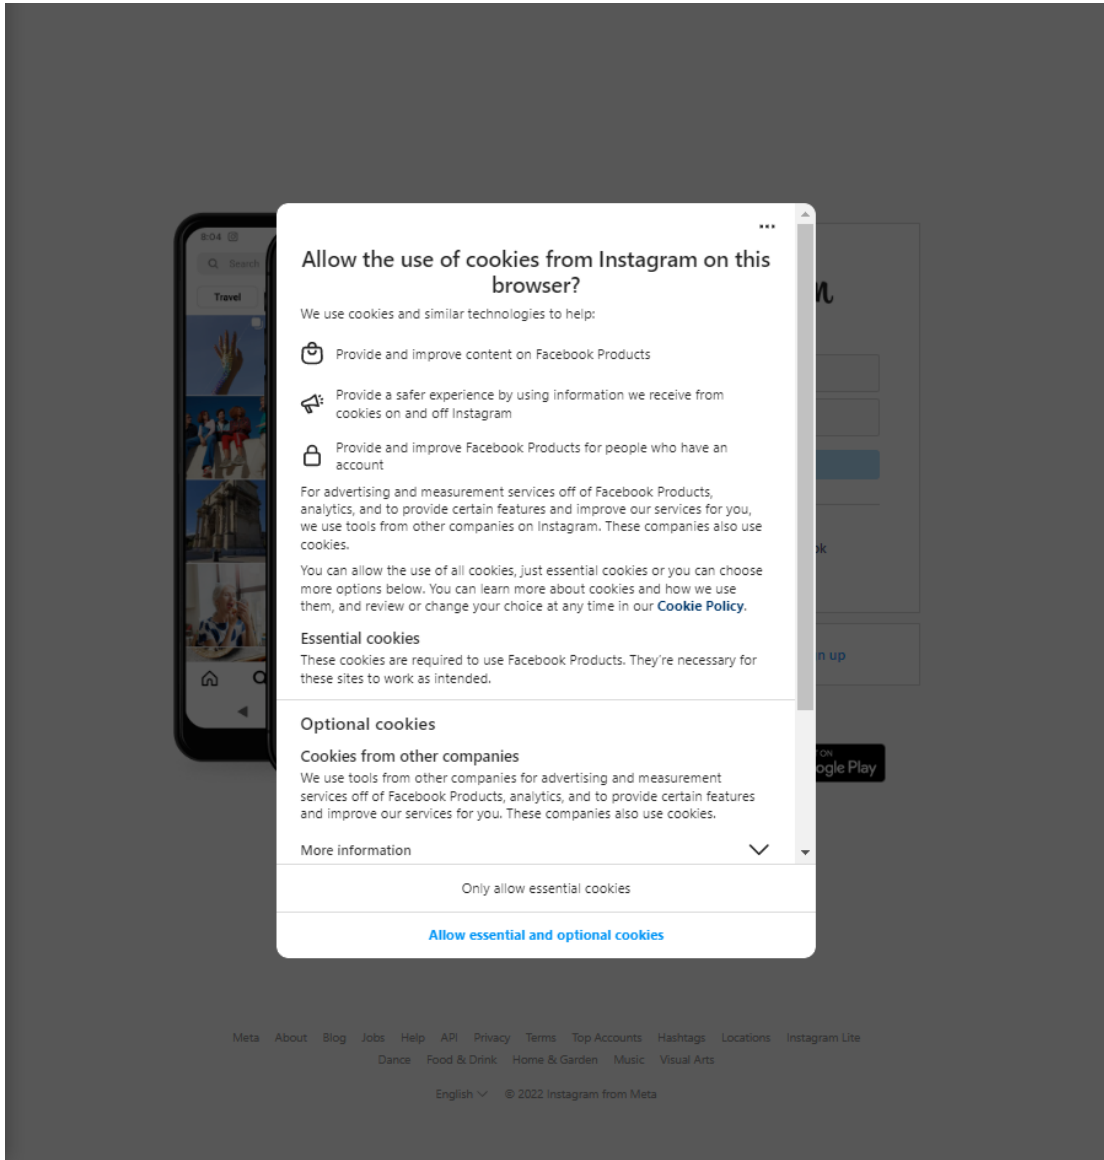 8:04
Search
Travel
Allow the use of cookies from Instagram on this
browser?
We use cookies and similar technologies to help:
Provide and improve content on Facebook Products
Provide a safer experience by using information we receive from
cookies on and off Instagram
Provide and improve Facebook Products for people who have an
account
For advertising and measurement services off of Facebook Products,
analytics, and to provide certain features and improve our services for you,
we use tools from other companies on Instagram. These companies also use
cookies.
You can allow the use of all cookies, just essential cookies or you can choose
more options below. You can learn more about cookies and how we use
them, and review or change your choice at any time in our Cookie Policy.
Essential cookies
These cookies are required to use Facebook Products. They're necessary for
these sites to work as intended.
Optional cookies
Cookies from other companies
We use tools from other companies for advertising and measurement
services off of Facebook Products, analytics, and to provide certain features
and improve our services for you. These companies also use cookies.
More information
Only allow essential cookies
Allow essential and optional cookies
up
ON
Play
Meta About Blog Jobs Help API Privacy Terms Top Accounts Hashtags Locations Instagram Lite
Dance Food & Drink Home & Garden Music Visual Arts
English © 2022 Instagram from Meta